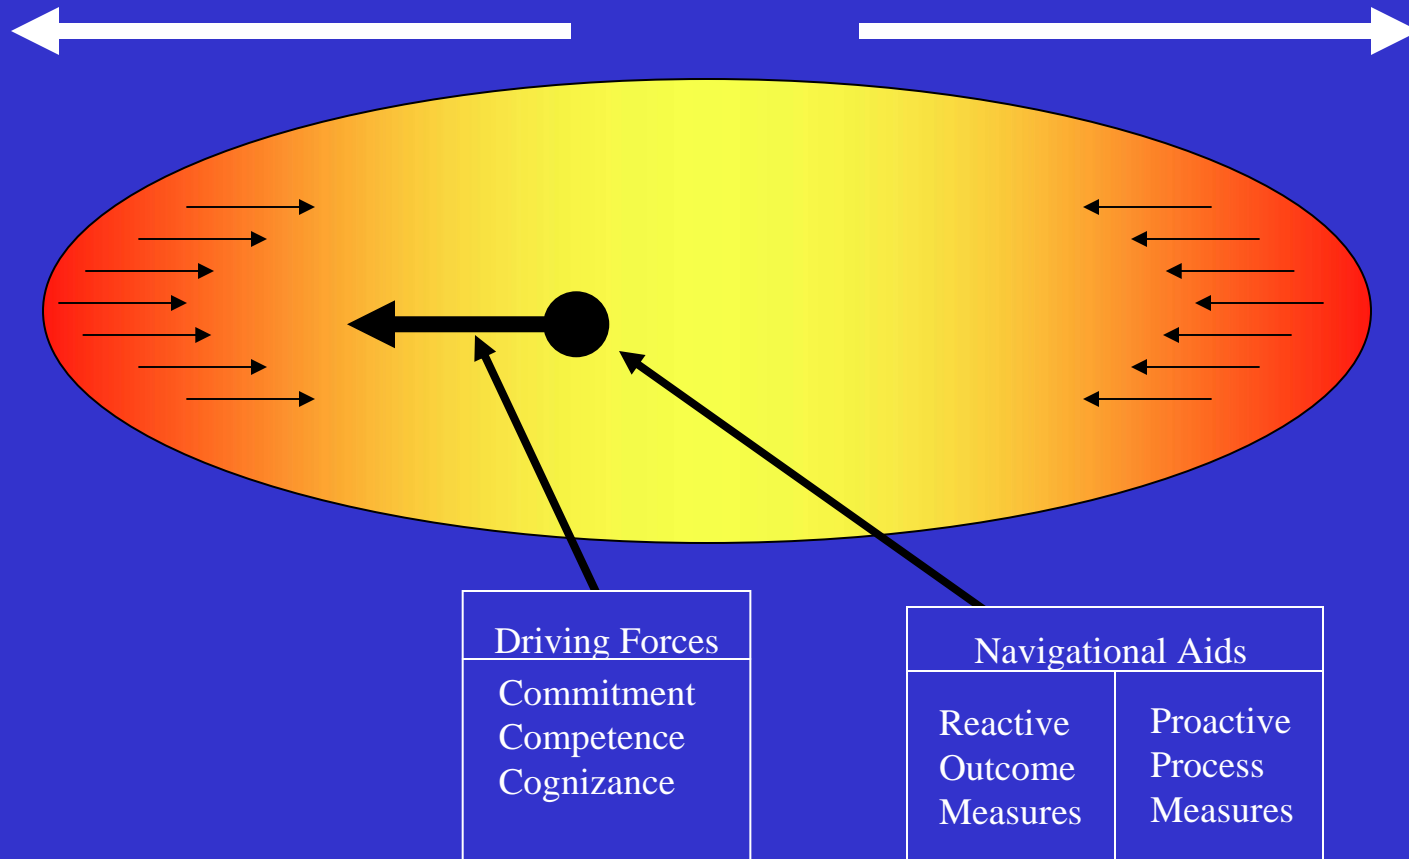 Driving Forces
Commitment
Competence
Cognizance
Navigational Aids
Reactive
Outcome
Measures
Proactive
Process
Measures